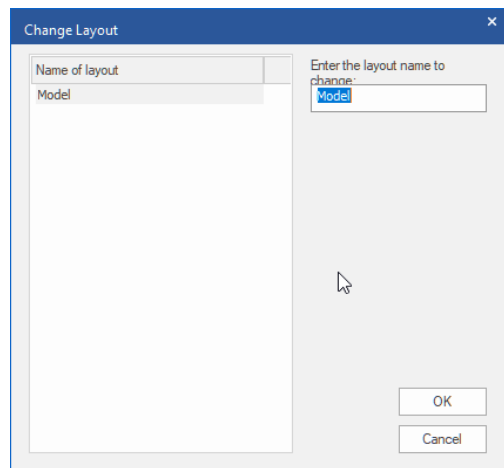 Change Layout
Name of layout
Model
Enter the layout name to
change:
Model
OK
Cancel